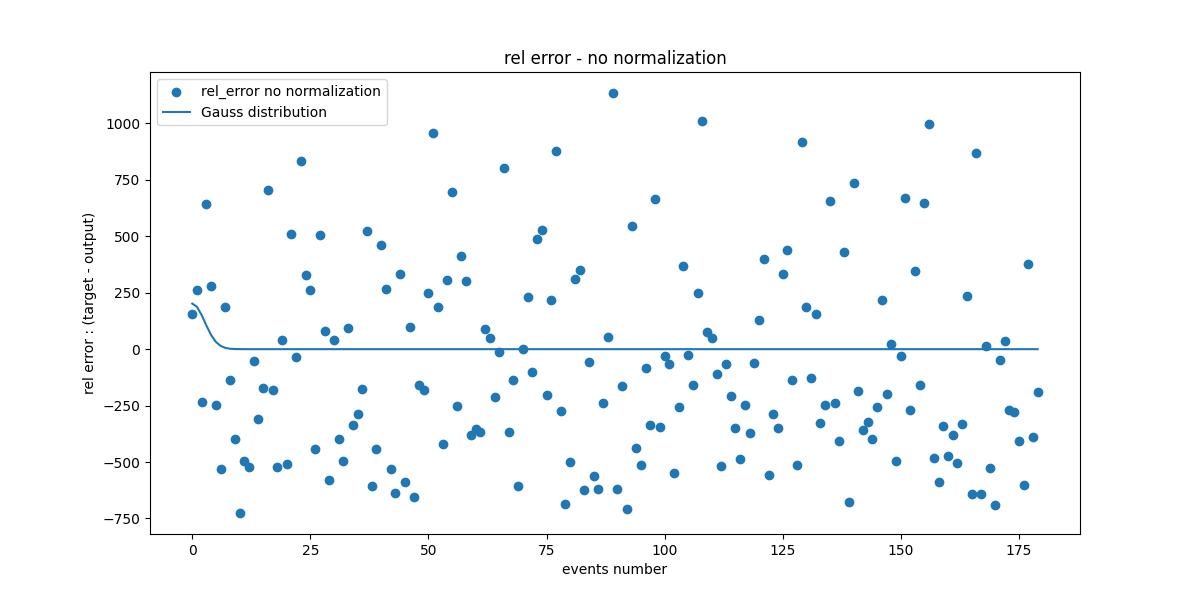 rel error - no normalization
rel_error no normalization
Gauss distribution
1000
750
500
250
0
−250
−500
−750
rel error : (target - output)
0 25 50 75 100 125 150 175
events number